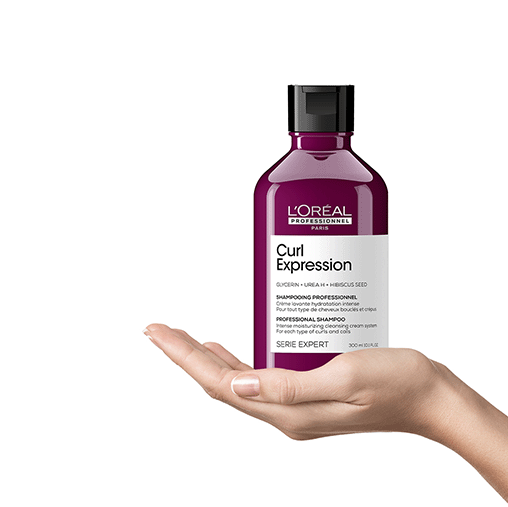 L'ORÉAL
PROFESSIONNEL
PARIS
Curl
Expression
GLYCERIN + UREA H + HIBISCUS SEED
SHAMPOOING PROFESSIONNEL
Crème lavante hydratation intense
Pour tout type de cheveux bouclés et crépus
PROFESSIONAL SHAMPOO
Intense moisturizing cleansing cream system
For each type of curls and coils
SERIE EXPERT 300 ml